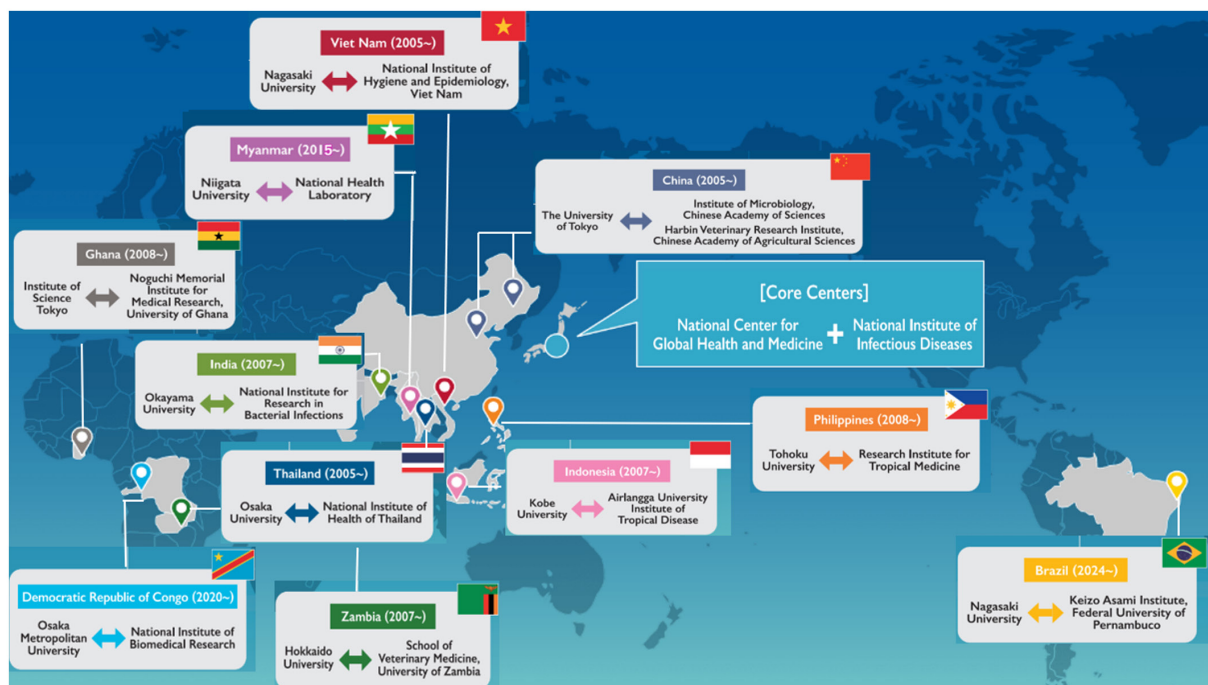 Viet Nam (2005~)
Nagasaki
University
National Institute of
Hygiene and Epidemiology,
Viet Nam
Myanmar (2015~)
Niigata
University
National Health
Laboratory
China (2005~)
The University
of Tokyo
Institute of Microbiology,
Chinese Academy of Sciences
Harbin Veterinary Research Institute,
Chinese Academy of Agricultural Sciences
Ghana (2008~)
Institute of
Science
Tokyo
Noguchi Memorial
Institute for
Medical Research,
University of Ghana
[Core Centers]
National Center for
Global Health and Medicine
+
National Institute of
Infectious Diseases
India (2007~)
Okayama
University
National Institute for
Research in
Bacterial Infections
Philippines (2008~)
Tohoku
University
Research Institute for
Tropical Medicine
Thailand (2005~)
Osaka
University
National Institute of
Health of Thailand
Indonesia (2007~)
Kobe
University
Airlangga University
Institute of
Tropical Disease
Brazil (2024~)
Nagasaki
University
Keizo Asami Institute,
Federal University of
Pernambuco
Democratic Republic of Congo (2020~)
Osaka
Metropolitan
University
National Institute of
Biomedical Research
Zambia (2007~)
Hokkaido
University
School of
Veterinary Medicine,
University of Zambia